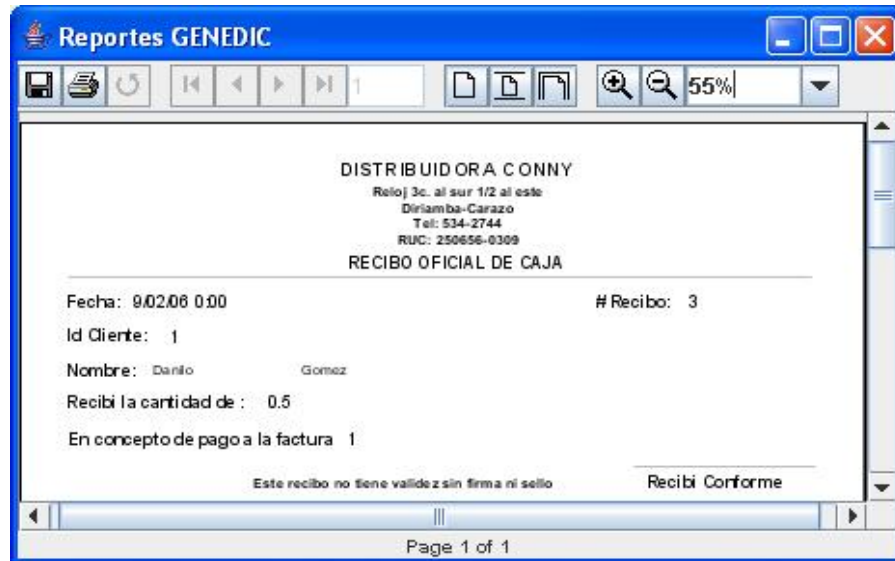 Reportes GENEDIC
1
55%
DISTRIBUIDORA CONNY
Reloj 3c. al sur 1/2 al este
Diriamba-Carazo
Tel: 534-2744
RUC: 250656-0309
RECIBO OFICIAL DE CAJA
Fecha: 9/02/06 0:00 # Recibo: 3
Id Cliente: 1
Nombre: Danilo Gomez
Recibi la cantidad de : 0.5
En concepto de pago a la factura 1
Este recibo no tiene validez sin firma ni sello Recibi Conforme
Page 1 of 1